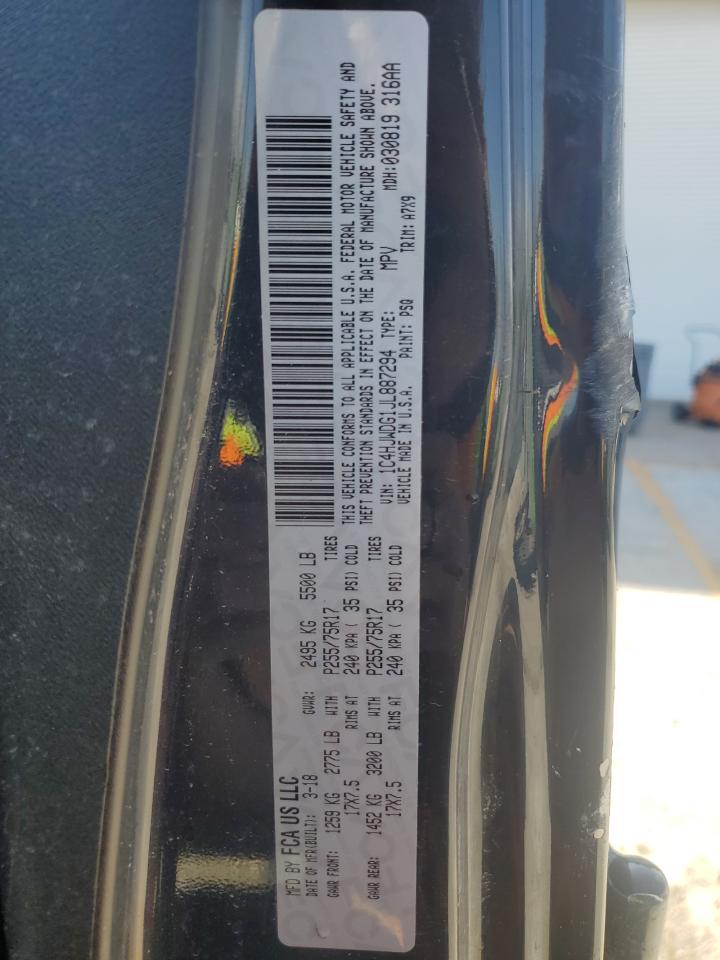 MFD BY FCA US LLC
DATE OF MFR(BUILT): 3-18 GVWR: 2495 KG 5500 LB
GAWR FRONT: 1259 KG 2775 LB WITH P255/75R17 TIRES
17X7.5 RIMS AT 240 KPA ( 35 PSI) COLD
GAWR REAR: 1452 KG 3200 LB WITH P255/75R17 TIRES
17X7.5 RIMS AT 240 KPA ( 35 PSI) COLD
THIS VEHICLE CONFORMS TO ALL APPLICABLE U.S.A. FEDERAL MOTOR VEHICLE SAFETY AND
THEFT PREVENTION STANDARDS IN EFFECT ON THE DATE OF MANUFACTURE SHOWN ABOVE.
VIN: 1C4HJWDG1JL887294 TYPE: MPV MDH:030819 316AA
VEHICLE MADE IN U.S.A. PAINT: PSQ TRIM: A7X9